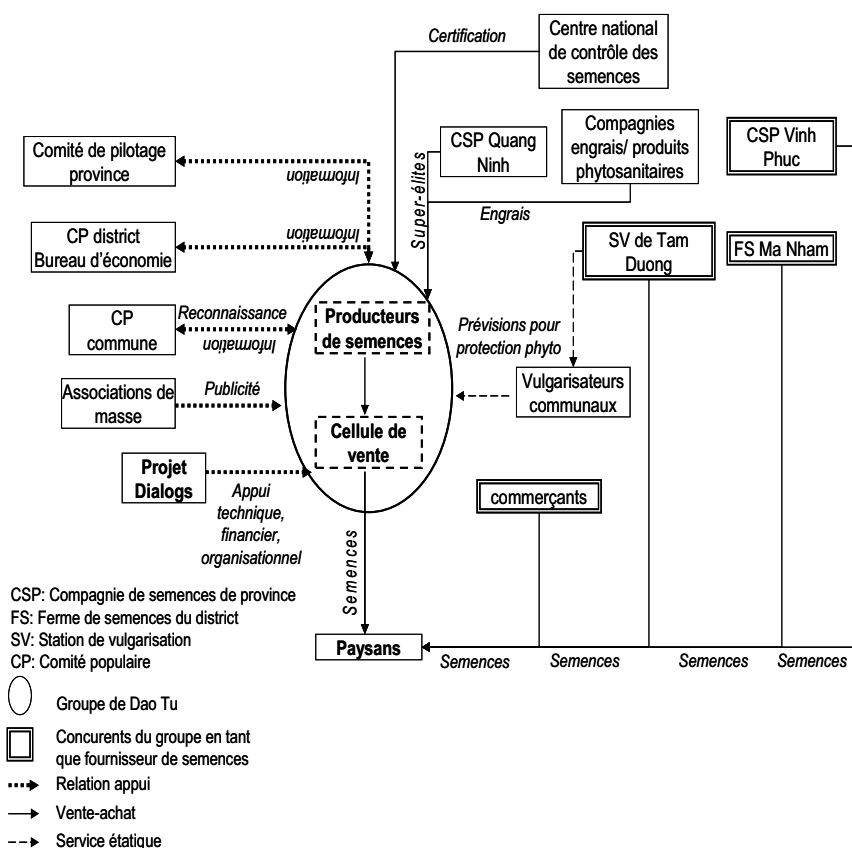 Certification
Centre national
de contrôle des
semences
Comité de pilotage
province
Information
CSP Quang
Ninh
Compagnies
engrais/ produits
phytosanitaires
CSP Vinh
Phuc
Super-élites
Engrais
CP district
Bureau d'économie
Information
SV de Tam
Duong
FS Ma Nham
CP
commune
Reconnaissance
Information
Producteurs
de semences
Prévisions pour
protection phyto
Associations de
masse
Publicité
Vulgarisateurs
communaux
Cellule de
vente
Projet
Dialogs
Appui
technique,
financier,
organisationnel
commerçants
Semences
Paysans
Semences
Semences
Semences
Semences
CSP: Compagnie de semences de province
FS: Ferme de semences du district
SV: Station de vulgarisation
CP: Comité populaire
Groupe de Dao Tu
Concurents du groupe en tant
que fournisseur de semences
Relation appui
Vente-achat
Service étatique